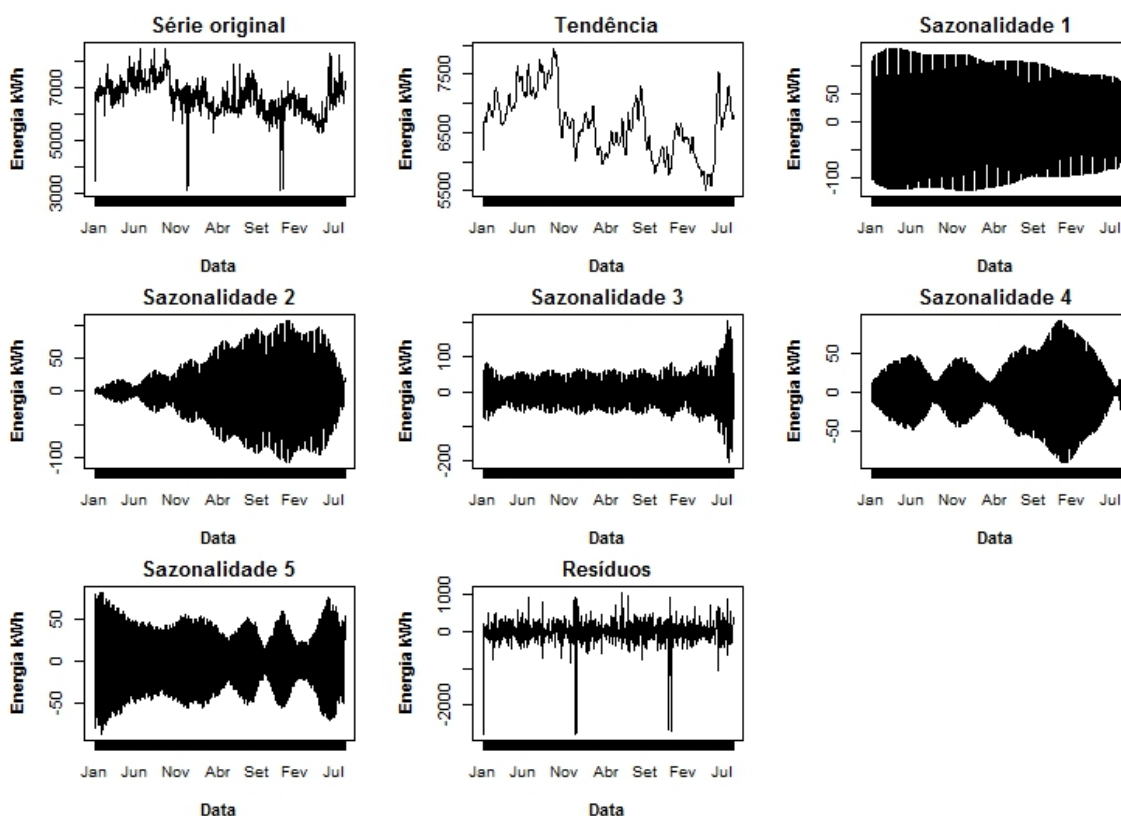 Série original
Energia kWh
3000 5000 7000
Jan Jun Nov Abr Set Fev Jul
Data
Tendência
Energia kWh
5500 6500 7500
Jan Jun Nov Abr Set Fev Jul
Data
Sazonalidade 1
Energia kWh
-100 0 50
Jan Jun Nov Abr Set Fev Jul
Data
Sazonalidade 2
Energia kWh
-100 0 50
Jan Jun Nov Abr Set Fev Jul
Data
Sazonalidade 3
Energia kWh
-200 0 100
Jan Jun Nov Abr Set Fev Jul
Data
Sazonalidade 4
Energia kWh
-50 0 50
Jan Jun Nov Abr Set Fev Jul
Data
Sazonalidade 5
Energia kWh
-50 0 50
Jan Jun Nov Abr Set Fev Jul
Data
Resíduos
Energia kWh
-2000 0 1000
Jan Jun Nov Abr Set Fev Jul
Data